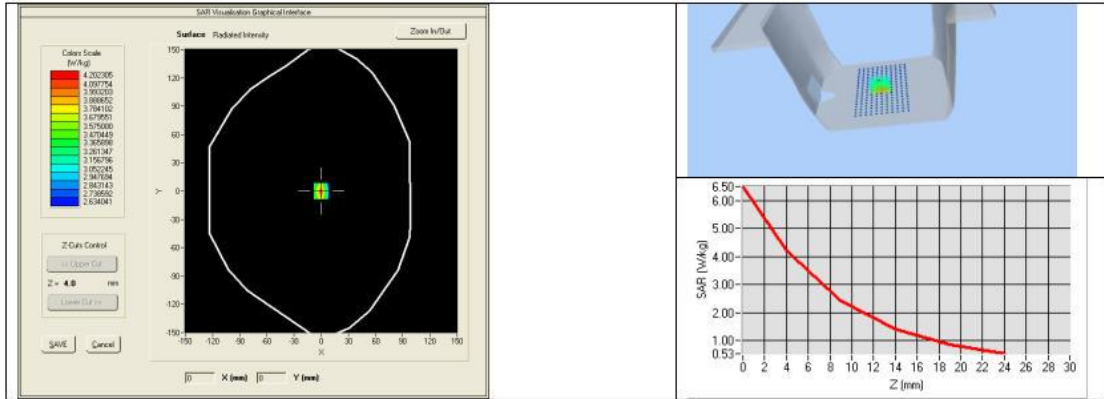 SAR Visualisation Graphical Interface
Surface Radiated Intensity
Zoom In/Out
Colors Scale
(W/kg)
4.202305
4.097754
3.993203
3.888652
3.784102
3.679551
3.575000
3.470449
3.365898
3.261347
3.156796
3.052245
2.947694
2.843143
2.738592
2.634041
Z-Cuts Control
<< Upper Cut
Z = 4.0 mm
Lower Cut >>
SAVE Cancel
Y
150
120
90
60
30
0
-30
-60
-90
-120
-150
-150 -120 -90 -60 -30 0 30 60 90 120 150
X
0 X (mm) 0 Y (mm)
SAR (W/kg)
6.50
6.00
5.00
4.00
3.00
2.00
1.00
0.53
0 2 4 6 8 10 12 14 16 18 20 22 24 26 28 30
Z (mm)